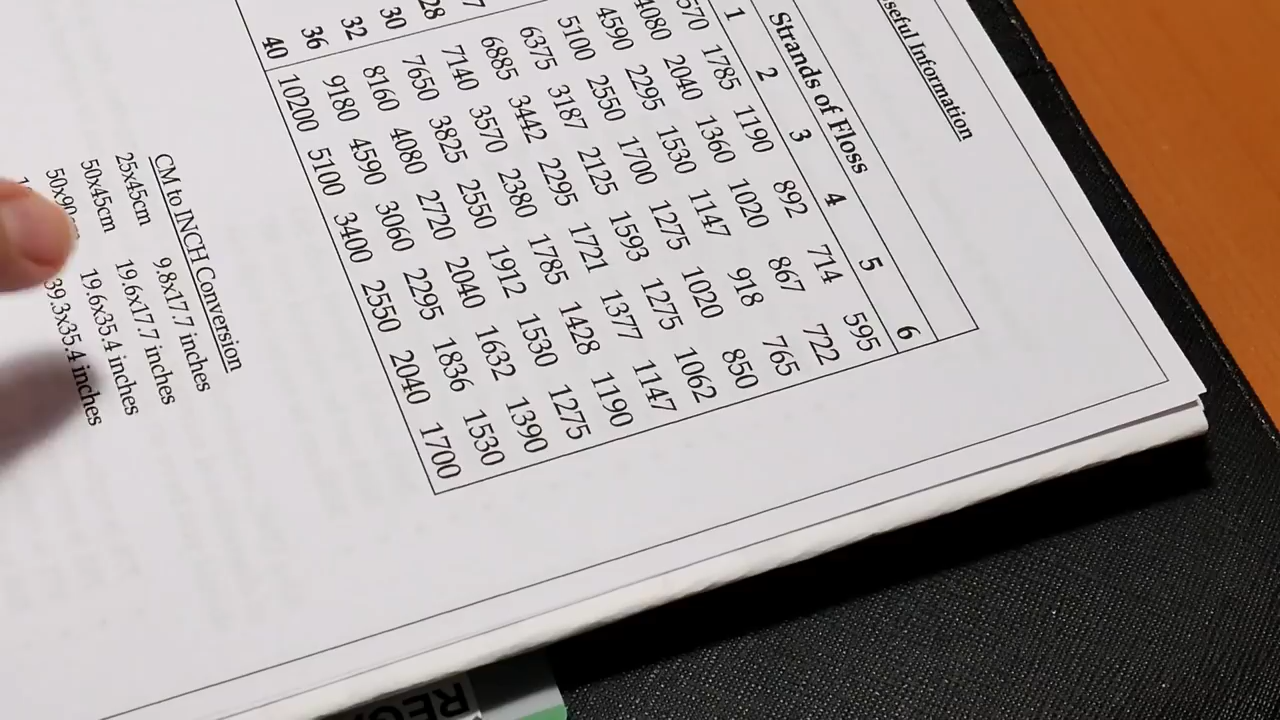 seful Information
Strands of Floss
1 2 3 4 5 6
570 1785 1190 892 714 595
4080 2040 1360 1020 867 722
4590 2295 1530 1147 918 765
5100 2550 1700 1275 1020 850
6375 3187 2125 1593 1275 1062
7 6885 3442 2295 1721 1377 1147
28 7140 3570 2380 1785 1428 1190
30 7650 3825 2550 1912 1530 1275
32 8160 4080 2720 2040 1632 1390
36 9180 4590 3060 2295 1836 1530
40 10200 5100 3400 2550 2040 1700
CM to INCH Conversion
25x45cm 9.8x17.7 inches
50x45cm 19.6x17.7 inches
50x90cm 19.6x35.4 inches
39.3x35.4 inches